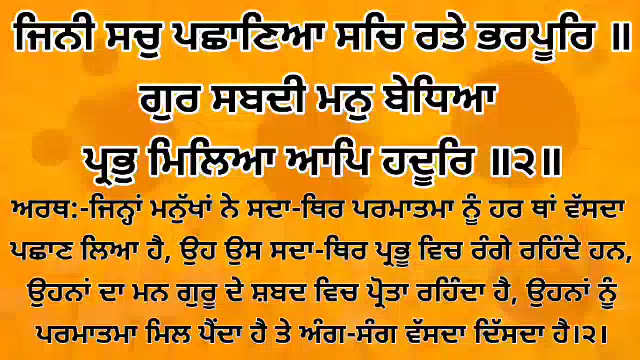 ਜਿਨੀ ਸਚੁ ਪਛਾਣਿਆ ਸਚਿ ਰਤੇ ਭਰਪੂਰਿ ॥
ਗੁਰ ਸਬਦੀ ਮਨੁ ਬੇਧਿਆ
ਪ੍ਰਭੁ ਮਿਲਿਆ ਆਪਿ ਹਦੂਰਿ ॥੨॥
ਅਰਥ:-ਜਿਨ੍ਹਾਂ ਮਨੁੱਖਾਂ ਨੇ ਸਦਾ-ਥਿਰ ਪਰਮਾਤਮਾ ਨੂੰ ਹਰ ਥਾਂ ਵੱਸਦਾ
ਪਛਾਣ ਲਿਆ ਹੈ, ਉਹ ਉਸ ਸਦਾ-ਥਿਰ ਪ੍ਰਭੂ ਵਿਚ ਰੰਗੇ ਰਹਿੰਦੇ ਹਨ,
ਉਹਨਾਂ ਦਾ ਮਨ ਗੁਰੂ ਦੇ ਸ਼ਬਦ ਵਿਚ ਪ੍ਰੋਤਾ ਰਹਿੰਦਾ ਹੈ, ਉਹਨਾਂ ਨੂੰ
ਪਰਮਾਤਮਾ ਮਿਲ ਪੈਂਦਾ ਹੈ ਤੇ ਅੰਗ-ਸੰਗ ਵੱਸਦਾ ਦਿੱਸਦਾ ਹੈ।੨।